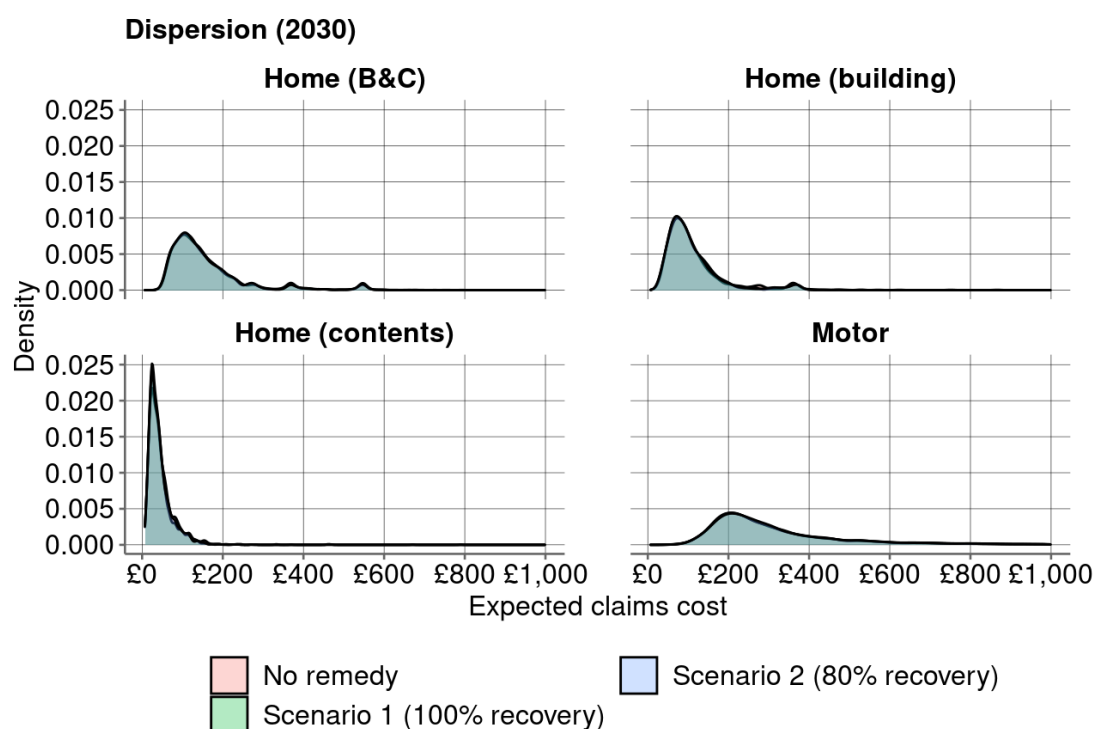 Dispersion (2030)
Home (B&C)
Home (building)
0.025
0.020
0.015
0.010
0.005
0.000
Density
Home (contents)
Motor
0.025
0.020
0.015
0.010
0.005
0.000
£0 £200 £400 £600 £800 £1,000
£0 £200 £400 £600 £800 £1,000
Expected claims cost
No remedy
Scenario 2 (80% recovery)
Scenario 1 (100% recovery)